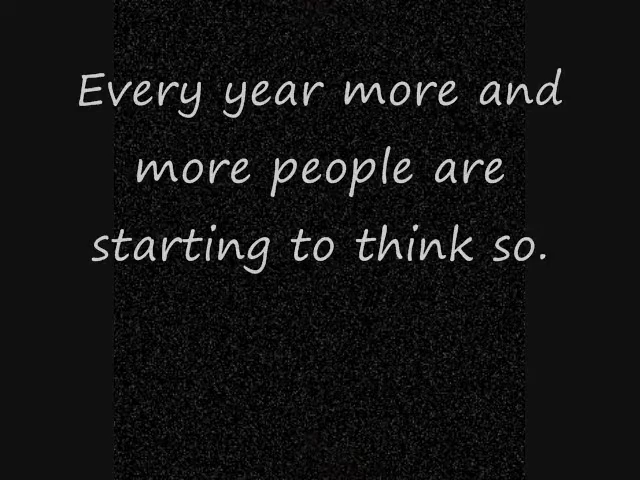 Every year more and
more people are
starting to think so.